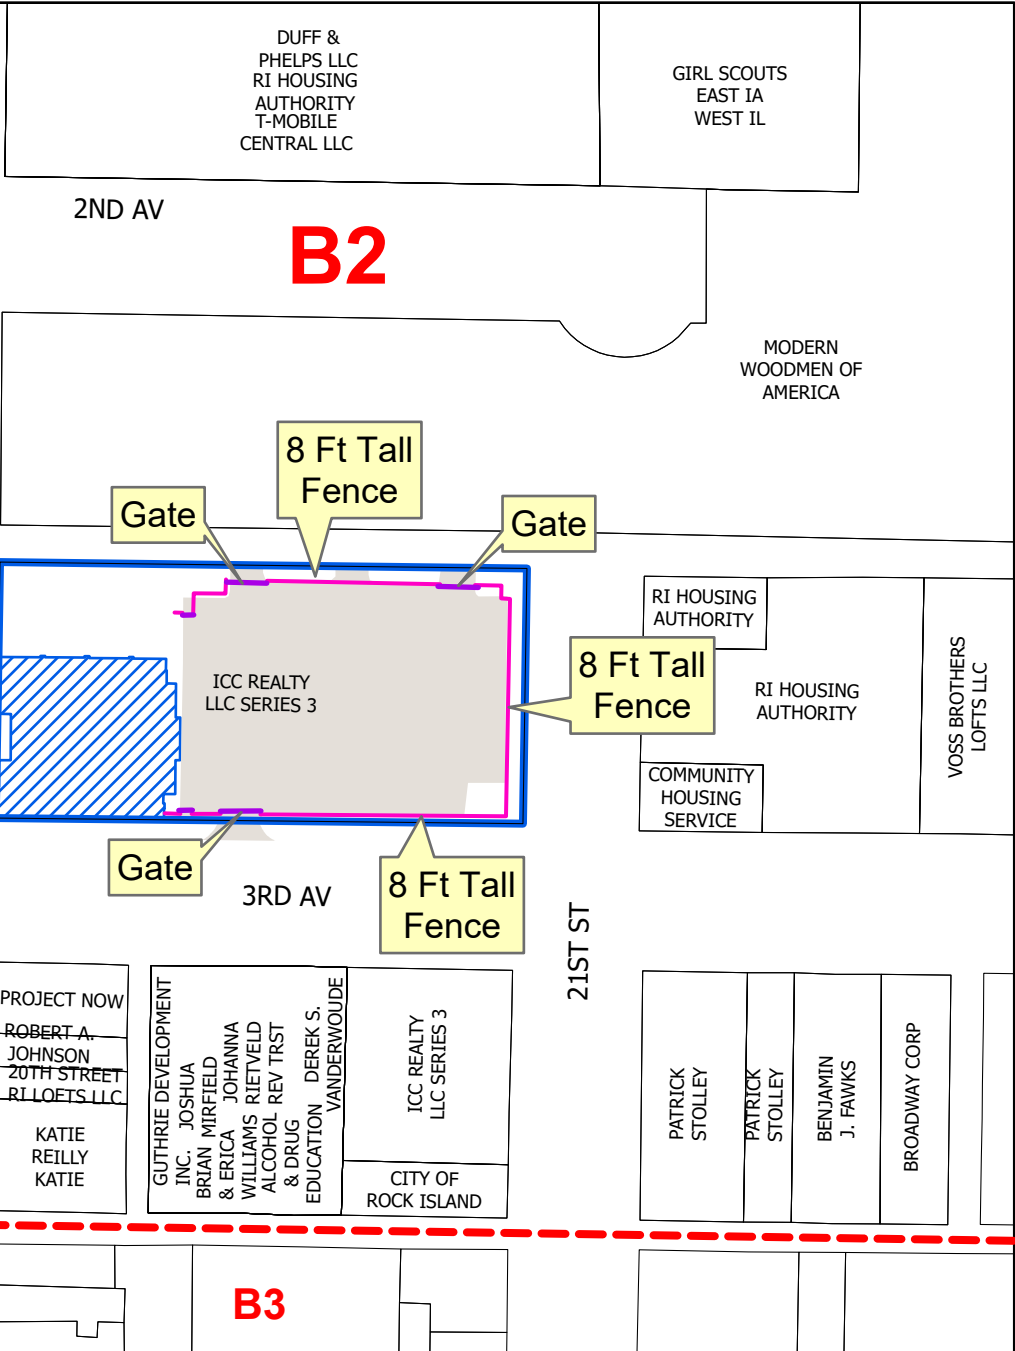 DUFF &
PHELPS LLC
RI HOUSING
AUTHORITY
T-MOBILE
CENTRAL LLC
GIRL SCOUTS
EAST IA
WEST IL
2ND AV
B2
MODERN
WOODMEN OF
AMERICA
8 Ft Tall
Fence
Gate
Gate
RI HOUSING
AUTHORITY
8 Ft Tall
Fence
ICC REALTY
LLC SERIES 3
RI HOUSING
AUTHORITY
VOSS BROTHERS
LOFTS LLC
COMMUNITY
HOUSING
SERVICE
Gate
8 Ft Tall
Fence
3RD AV
21ST ST
PROJECT NOW
ROBERT A.
JOHNSON
20TH STREET
RI LOFTS LLC
KATIE
REILLY
KATIE
GUTHRIE DEVELOPMENT
INC. JOSHUA
BRIAN MIRFIELD
& ERICA JOHANNA
WILLIAMS RIETVELD
ALCOHOL REV TRST
& DRUG
EDUCATION DEREK S.
VANDERWOUDE
ICC REALTY
LLC SERIES 3
CITY OF
ROCK ISLAND
PATRICK
STOLLEY
PATRICK
STOLLEY
BENJAMIN
J. FAWKS
BROADWAY CORP
B3